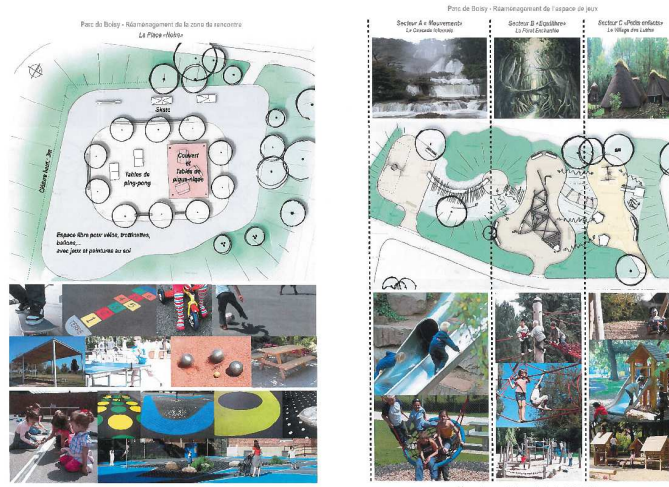 Parc de Boisy - Réaménagement de la zone de rencontre
La Place «Notre»
Skate
Tables de
ping-pong
Couvert
et
Tables de
pique-nique
Espace libre pour vélos, trottinettes,
ballons,...
avec jeux et peintures au sol
Parc de Boisy - Réaménagement de l'espace de jeux
Secteur A « Mouvement»
La Cascade Infernale
Secteur B «Equilibre»
La Forêt Enchantée
Secteur C «Petits enfants»
Le Village des Lutins